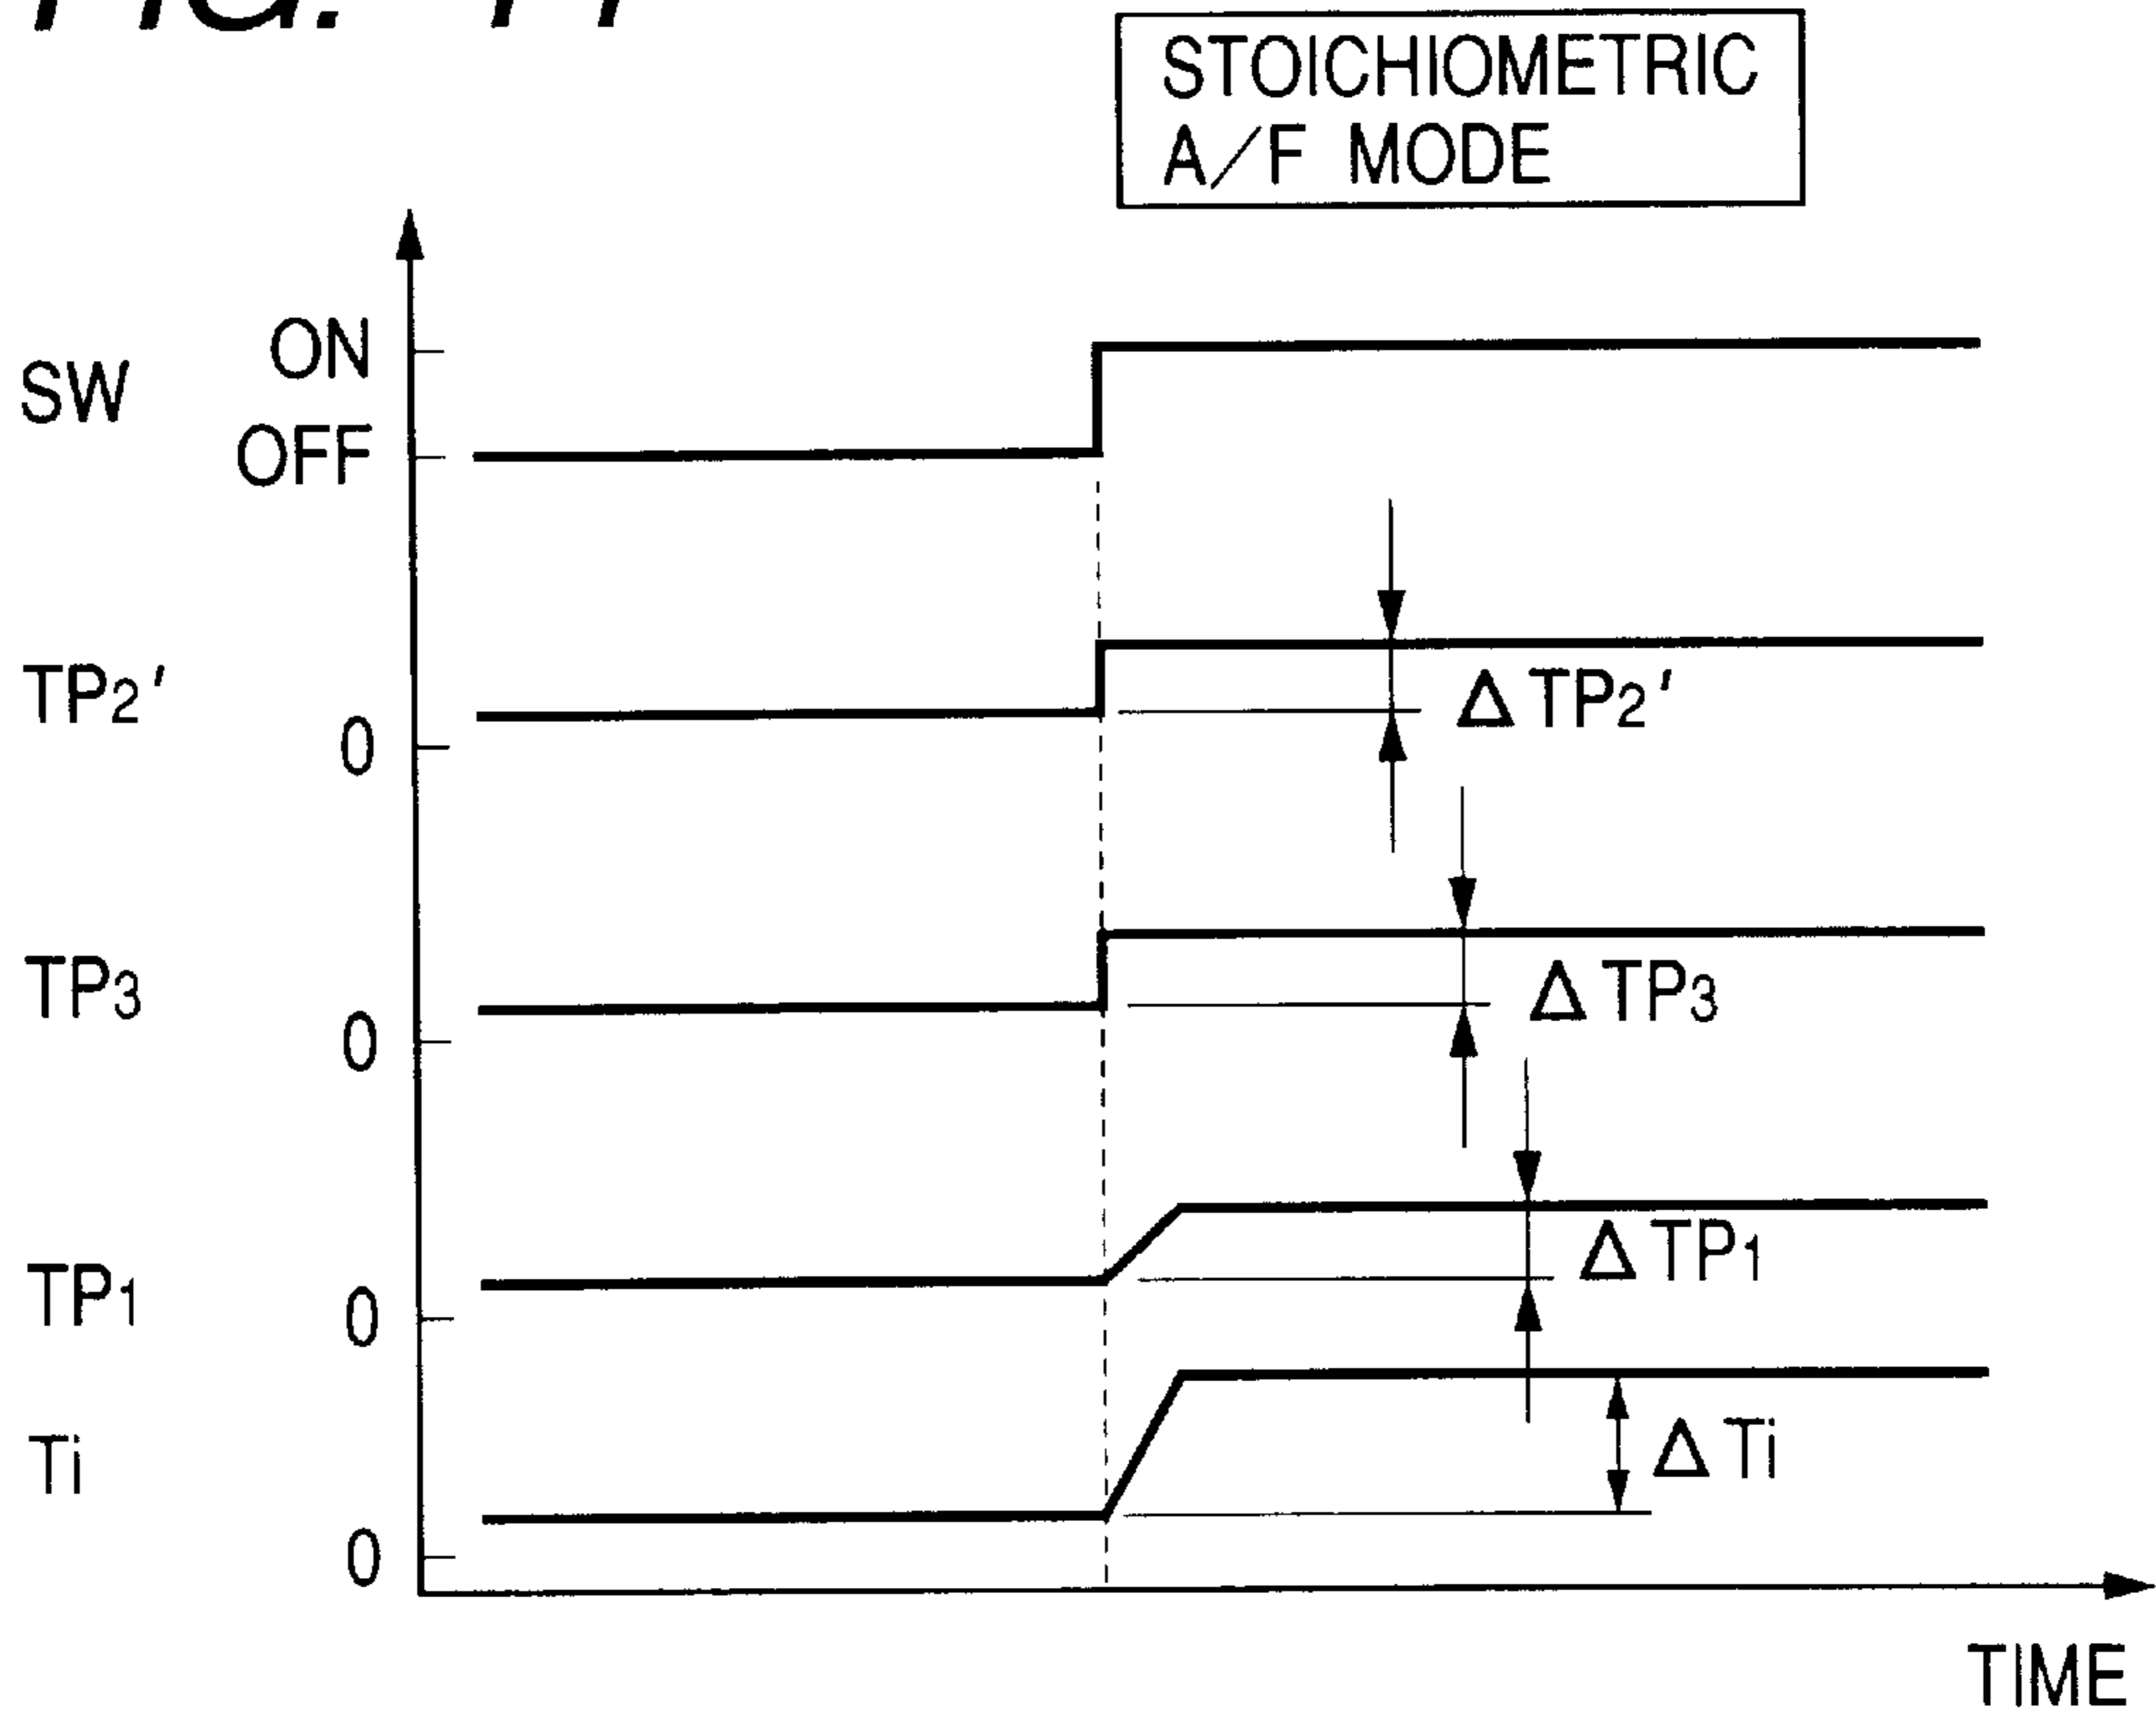 STOICHIOMETRIC
A/F MODE
SW
ON
OFF
TP2'
0
ΔTP2'
TP3
0
ΔTP3
TP1
0
ΔTP1
Ti
0
ΔTi
TIME